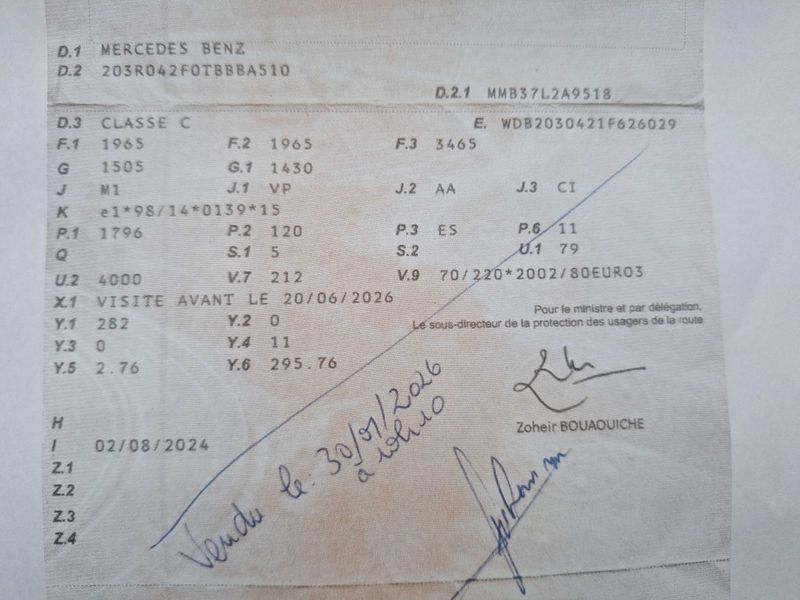 D.1 MERCEDES BENZ
D.2 203R042F0TBBBA510
D.2.1 MMB37L2A9518
D.3 CLASSE C E. WDB2030421F626029
F.1 1965 F.2 1965 F.3 3465
G 1505 G.1 1430
J M1 J.1 VP J.2 AA J.3 CI
K e1*98/14*0139*15
P.1 1796 P.2 120 P.3 ES P.6 11
Q S.1 5 S.2 U.1 79
U.2 4000 V.7 212 V.9 70/220*2002/80EURO3
X.1 VISITE AVANT LE 20/06/2026
Y.1 282 Y.2 0
Y.3 0 Y.4 11
Y.5 2.76 Y.6 295.76
Pour le ministre et par délégation,
Le sous-directeur de la protection des usagers de la route
Zoheir BOUAOUICHE
H
I 02/08/2024
Z.1
Z.2
Z.3
Z.4
Vendu le: 30/01/2026
à 10h10